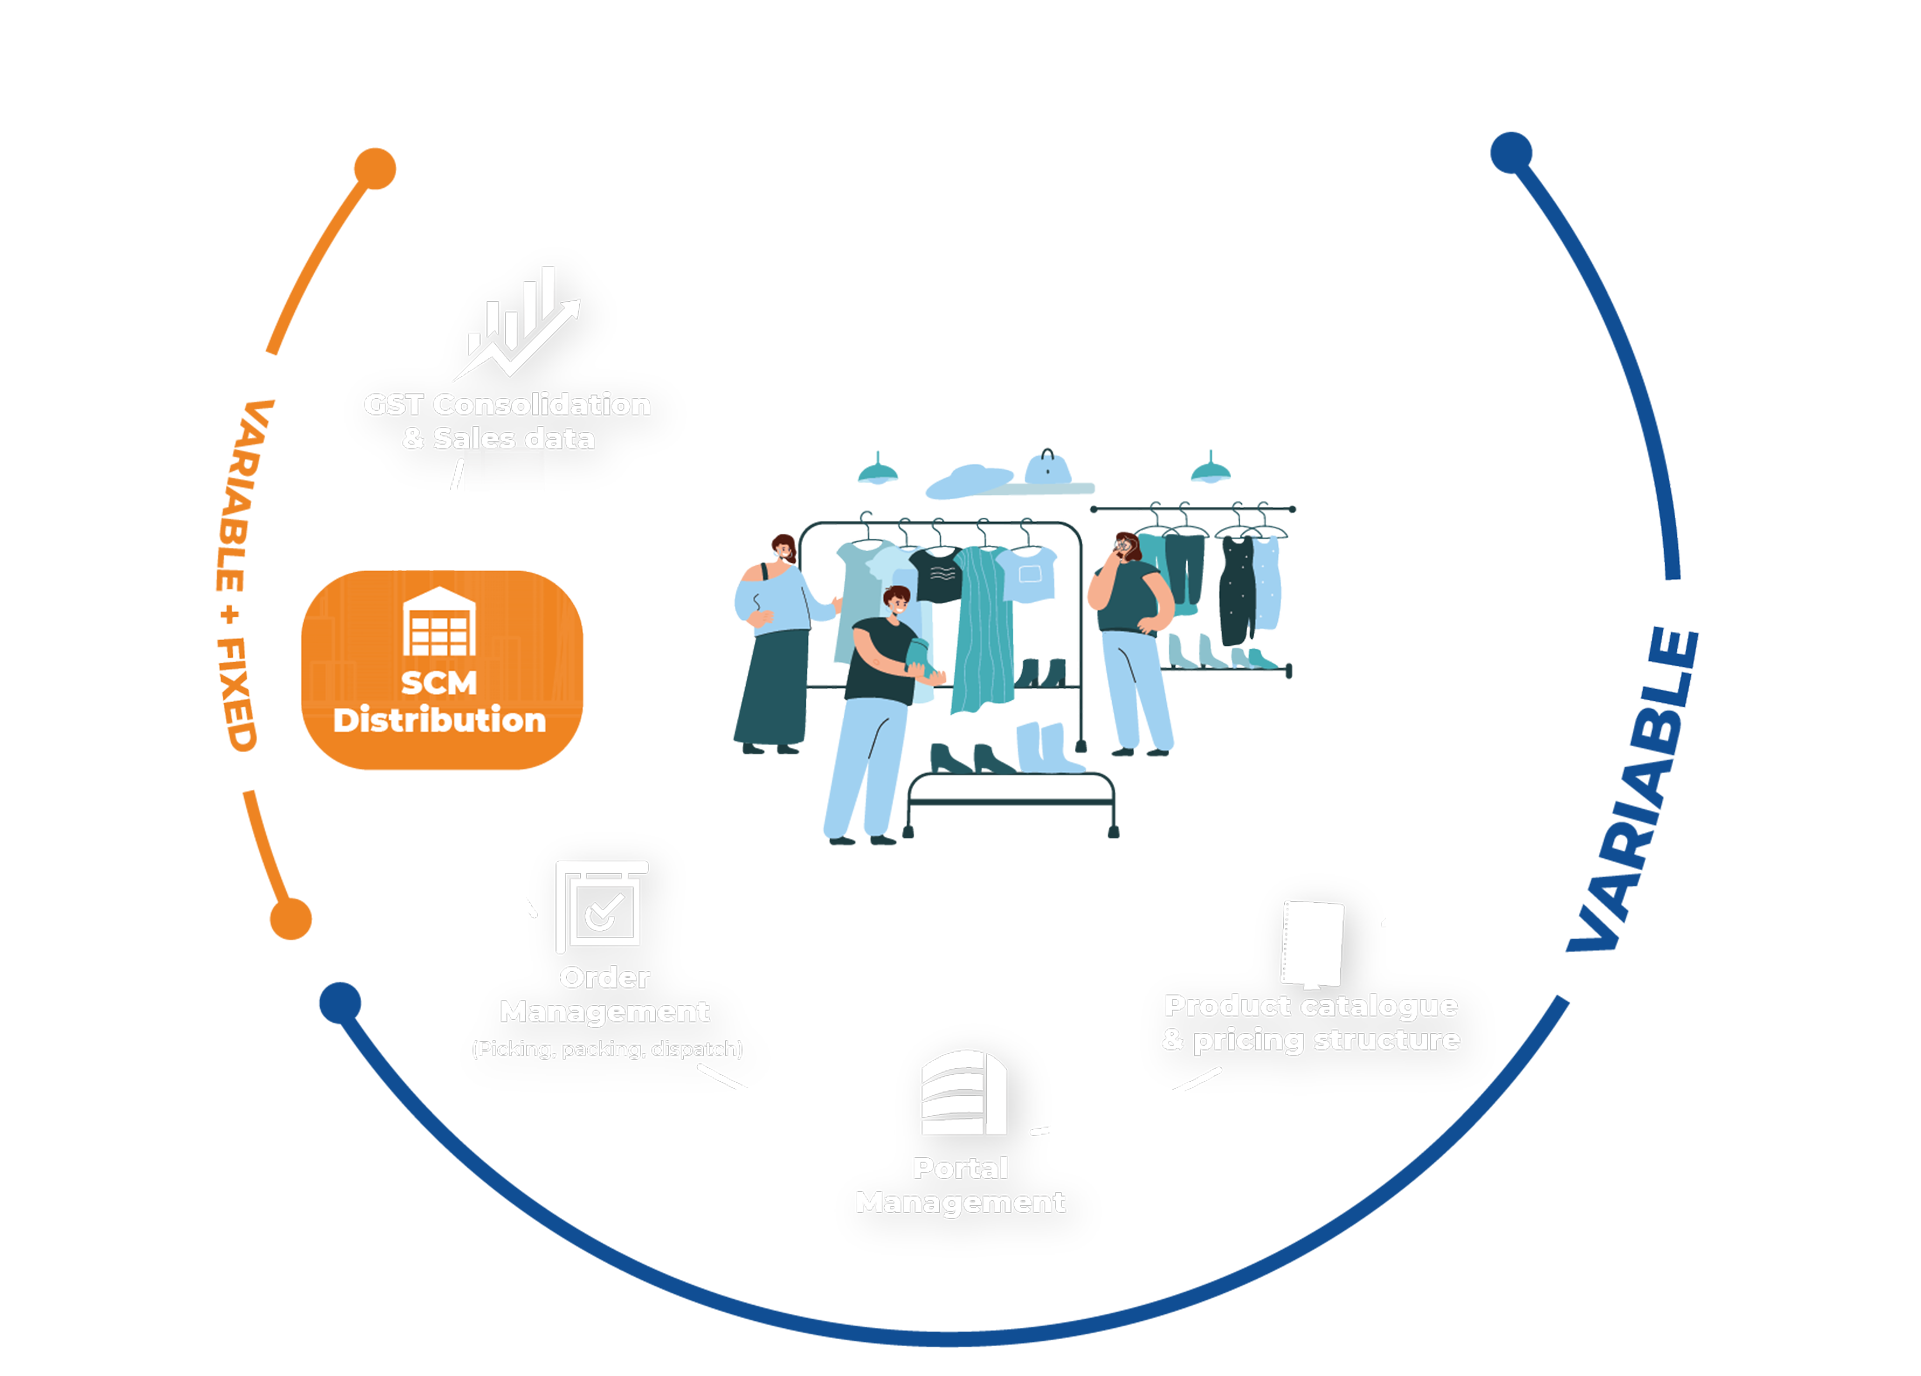 GST Consolidation
& Sales data
VARIABLE + FIXED
SCM
Distribution
Order
Management
(Picking, packing, dispatch)
Portal
Management
Product catalogue
& pricing structure
VARIABLE